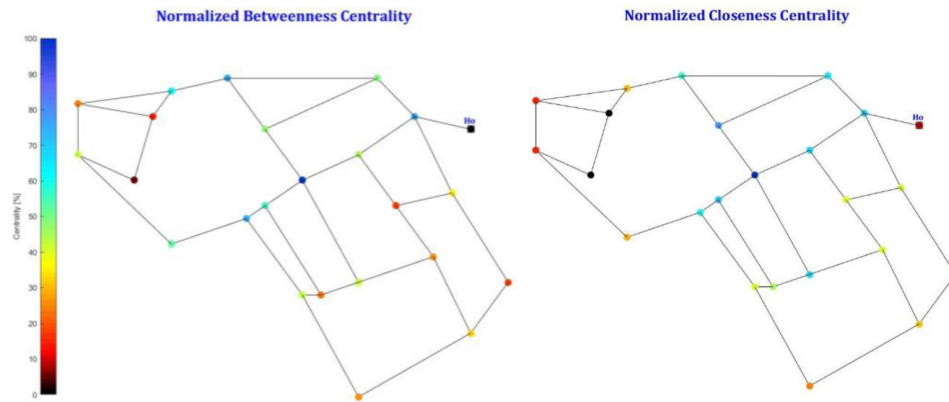 Normalized Betweenness Centrality
Normalized Closeness Centrality
100
90
80
70
60
50
40
30
20
10
0
Centrality [%]
Ho
Ho